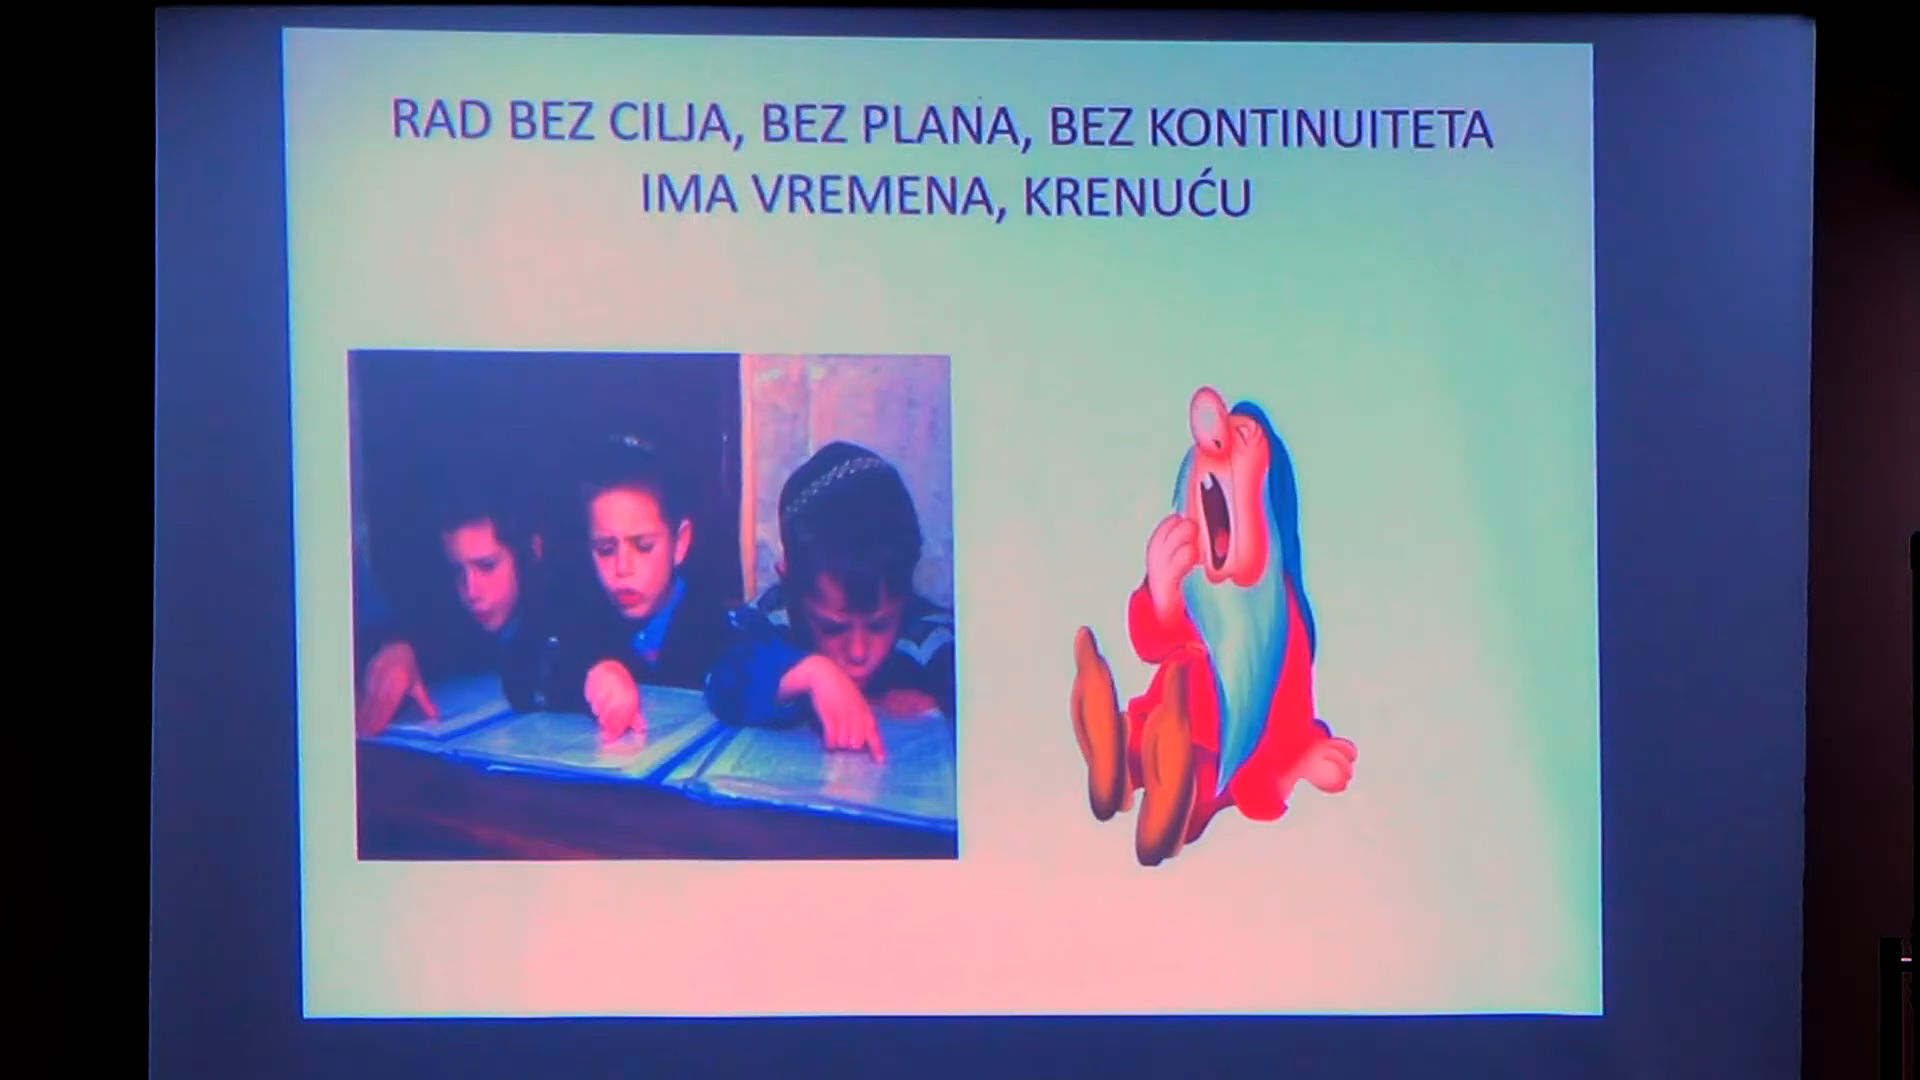 RAD BEZ CILJA, BEZ PLANA, BEZ KONTINUITETA
IMA VREMENA, KRENUĆU